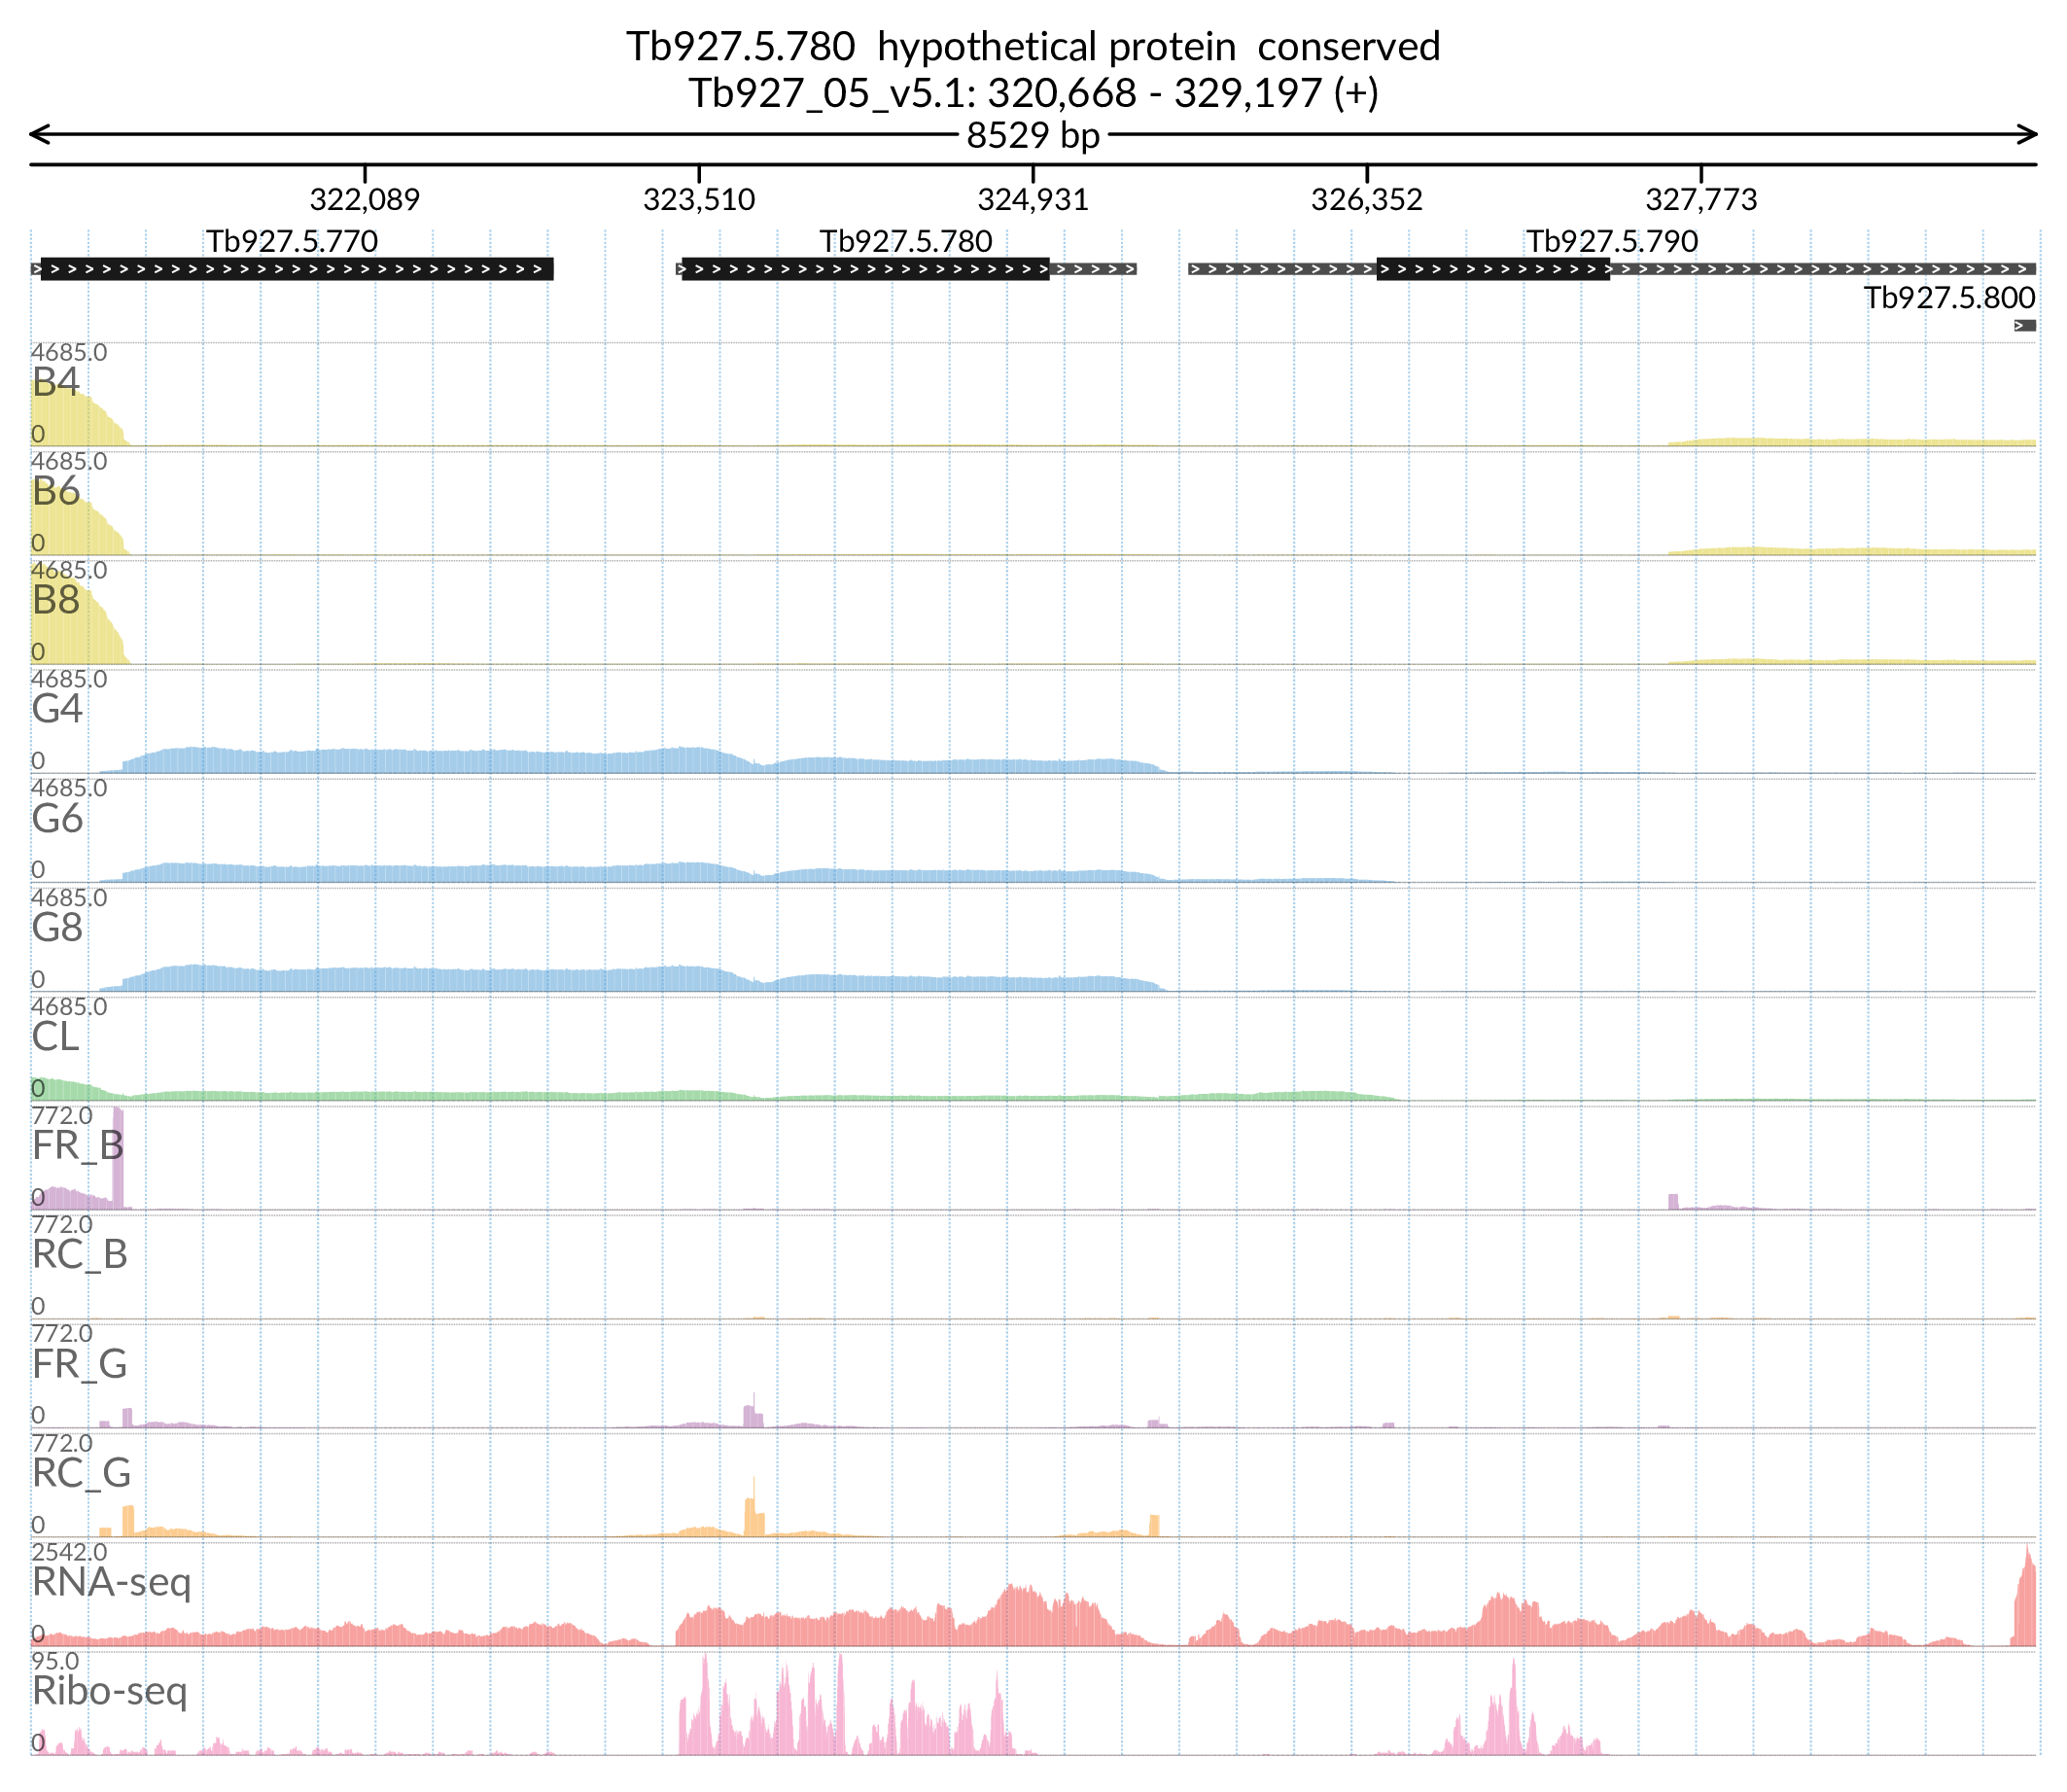 Tb927.5.780 hypothetical protein conserved
Tb927_05_v5.1: 320,668 - 329,197 (+)
8529 bp
322,089 323,510 324,931 326,352 327,773
Tb927.5.770 Tb927.5.780 Tb927.5.790
Tb927.5.800
4685.0
B4
0
4685.0
B6
0
4685.0
B8
0
4685.0
G4
0
4685.0
G6
0
4685.0
G8
0
4685.0
CL
0
772.0
FR_B
0
772.0
RC_B
0
772.0
FR_G
0
772.0
RC_G
0
2542.0
RNA-seq
0
95.0
Ribo-seq
0